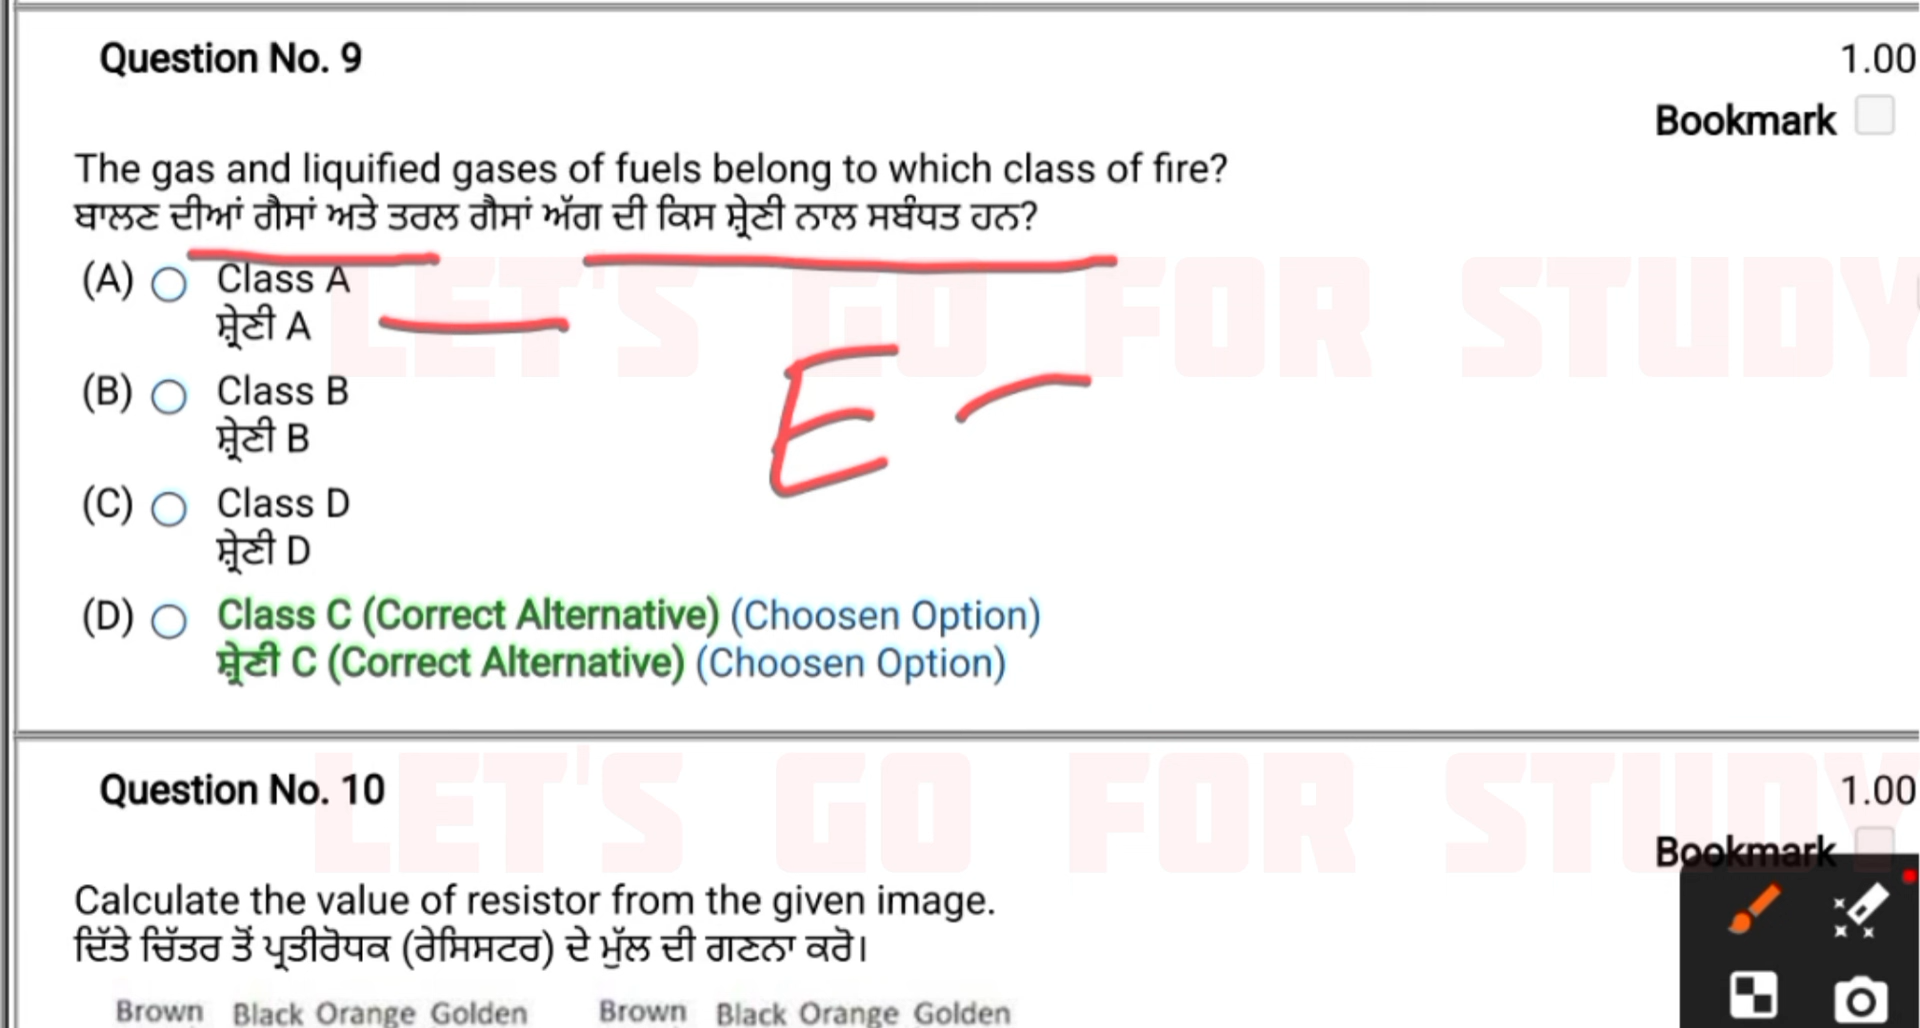 Question No. 9
1.00
Bookmark
The gas and liquified gases of fuels belong to which class of fire?
ਬਾਲਣ ਦੀਆਂ ਗੈਸਾਂ ਅਤੇ ਤਰਲ ਗੈਸਾਂ ਅੱਗ ਦੀ ਕਿਸ ਸ਼੍ਰੇਣੀ ਨਾਲ ਸਬੰਧਤ ਹਨ?
(A) Class A
ਸ਼੍ਰੇਣੀ A
E
(B) Class B
ਸ਼੍ਰੇਣੀ B
(C) Class D
ਸ਼੍ਰੇਣੀ D
(D) Class C (Correct Alternative) (Choosen Option)
ਸ਼੍ਰੇਣੀ C (Correct Alternative) (Choosen Option)
LET'S GO FOR STUDY
Question No. 10
1.00
Bookmark
LET'S GO FOR STUDY
Calculate the value of resistor from the given image.
ਦਿੱਤੇ ਚਿੱਤਰ ਤੋਂ ਪ੍ਰਤੀਰੋਧਕ (ਰੇਸਿਸਟਰ) ਦੇ ਮੁੱਲ ਦੀ ਗਣਨਾ ਕਰੋ।
Brown Black Orange Golden Brown Black Orange Golden